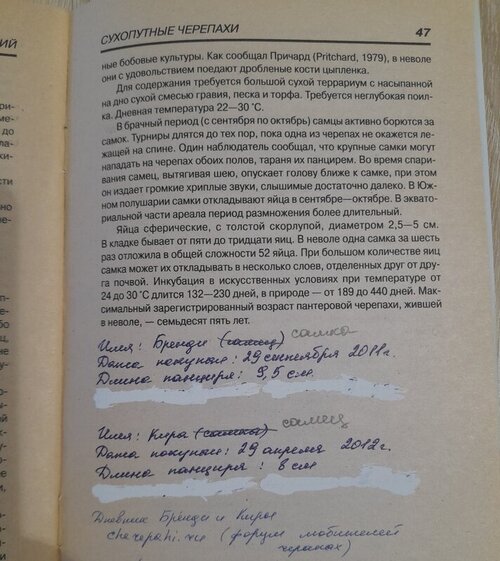 СУХОПУТНЫЕ ЧЕРЕПАХИ 47
ные бобовые культуры. Как сообщал Причард (Pritchard, 1979), в неволе
они с удовольствием поедают дробленые кости цыпленка.
Для содержания требуется большой сухой террариум с насыпанной
на дно сухой смесью гравия, песка и торфа. Требуется неглубокая поил-
ка. Дневная температура 22—30 °С.
В брачный период (с сентября по октябрь) самцы активно борются за
самок. Турниры длятся до тех пор, пока одна из черепах не окажется ле-
жащей на спине. Один наблюдатель сообщал, что крупные самки могут
нападать на черепах обоих полов, тараня их панцирем. Во время спари-
вания самец, вытягивая шею, опускает голову ближе к самке, при этом
он издает громкие хриплые звуки, слышимые достаточно далеко. В Юж-
ном полушарии самки откладывают яйца в сентябре—октябре. В эквато-
риальной части ареала период размножения более длительный.
Яйца сферические, с толстой скорлупой, диаметром 2,5—5 см.
В кладке бывает от пяти до тридцати яиц. В неволе одна самка за шесть
раз отложила в общей сложности 52 яйца. При большом количестве яиц
самка может их откладывать в несколько слоев, отделенных друг от дру-
га почвой. Инкубация в искусственных условиях при температуре от
24 до 30 °С длится 132—230 дней, в природе — от 189 до 440 дней. Мак-
симальный зарегистрированный возраст пантеровой черепахи, жившей
в неволе, — семьдесят пять лет.
Имя: Бренди (самец) самка
Дата покупки: 29 сентября 2011г.
Длина панциря: 9,5 см
Имя: Кира (самка) самец
Дата покупки: 29 апреля 2012г.
Длина панциря: 8 см
Дневник Бренди и Киры
cherepahi.ru (форум любителей
черепах)